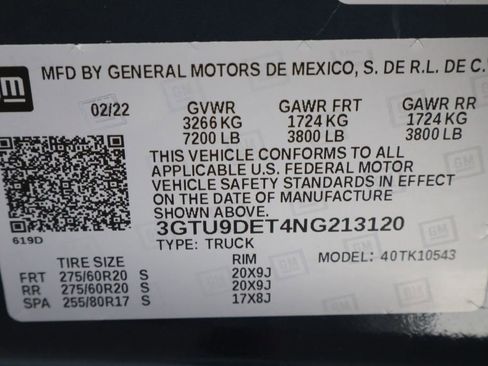 gm MFD BY GENERAL MOTORS DE MEXICO, S. DE R.L. DE C.
02/22 GVWR GAWR FRT GAWR RR
3266 KG 1724 KG 1724 KG
7200 LB 3800 LB 3800 LB
THIS VEHICLE CONFORMS TO ALL
APPLICABLE U.S. FEDERAL MOTOR
VEHICLE SAFETY STANDARDS IN EFFECT
ON THE DATE OF MANUFACTURE
SHOWN ABOVE.
619D 3GTU9DET4NG213120
TYPE: TRUCK
TIRE SIZE RIM MODEL: 40TK10543
FRT 275/60R20 S 20X9J
RR 275/60R20 S 20X9J
SPA 255/80R17 S 17X8J